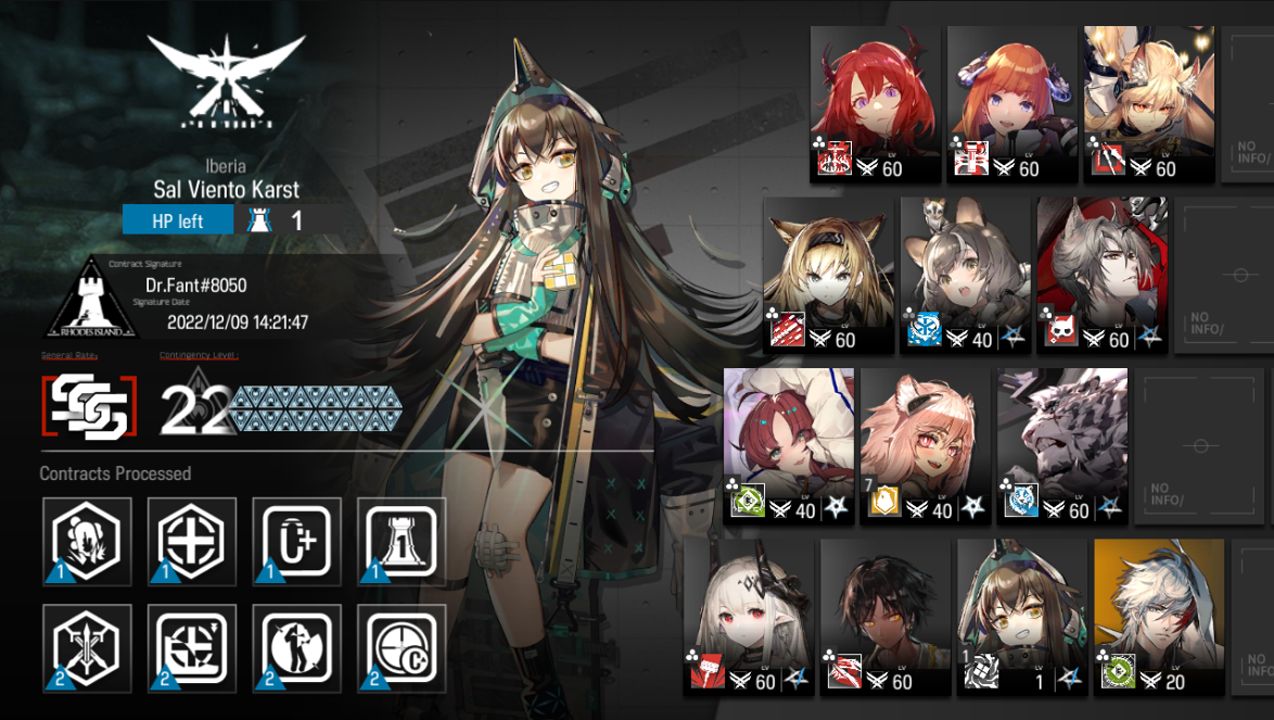 Iberia
Sal Viento Karst
HP left 1
Contract Signature
Dr.Fant#8050
Signature Date
2022/12/09 14:21:47
RHODES ISLAND
General Rate:
Contingency Level:
SSS
22
Contracts Processed
1 1 1 1 1
2 2 2 2
LV 60
LV 60
LV 60
NO INFO/
LV 60
LV 40
LV 60
NO INFO/
LV 40
7 LV 40
LV 60
NO INFO/
LV 60
LV 60
1 LV 1
LV 20
NO INFO